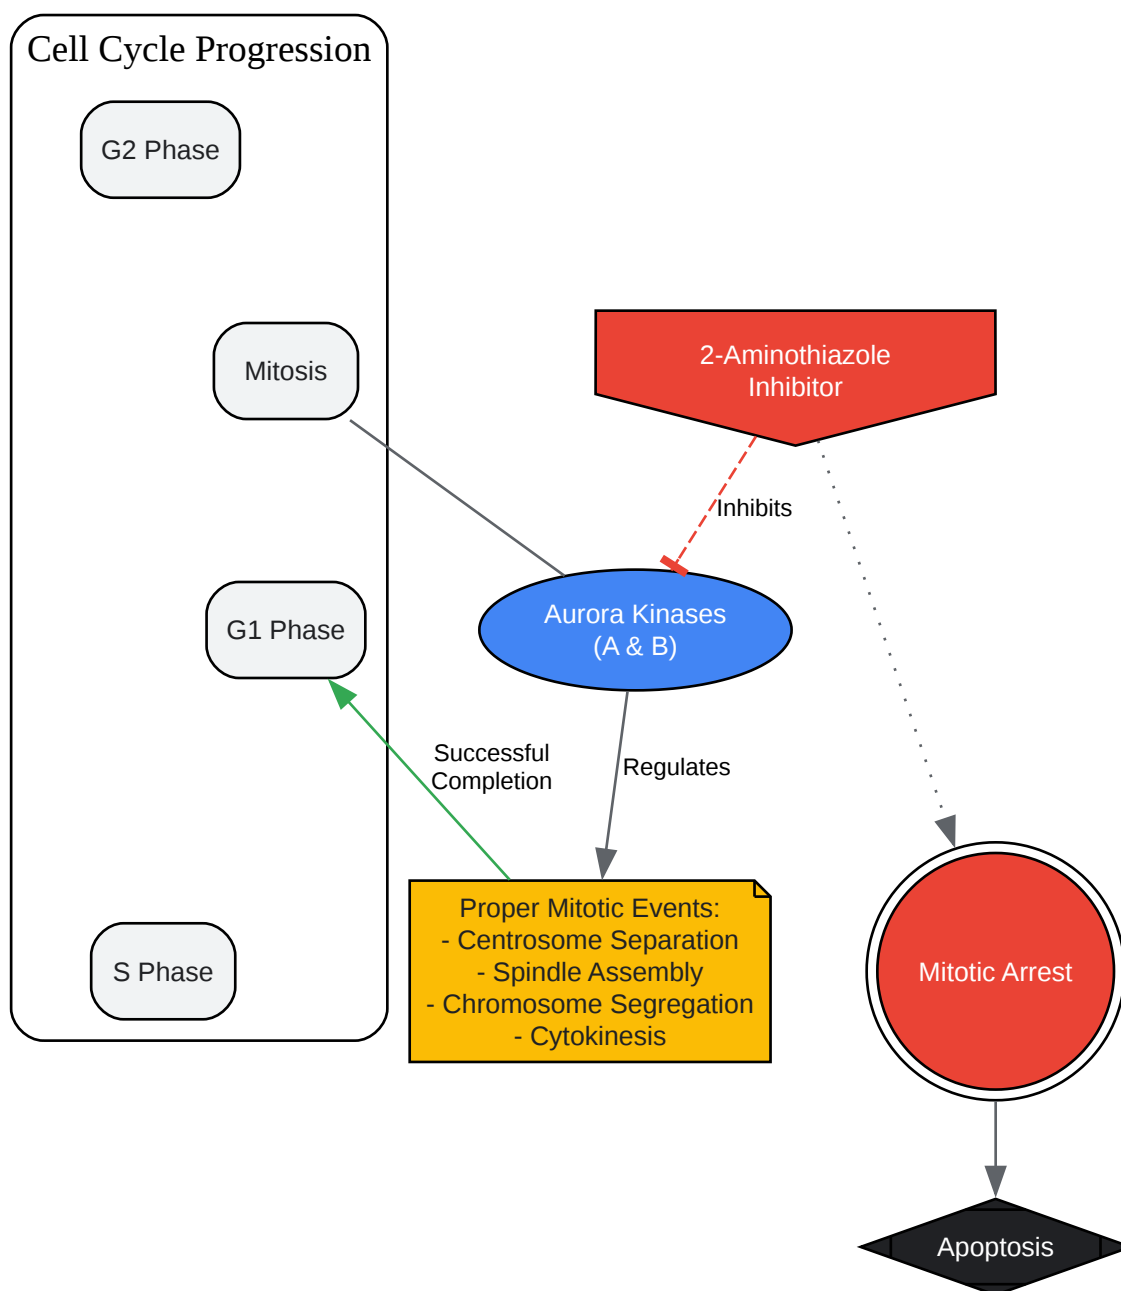 Cell Cycle Progression
G2 Phase
Mitosis
2-Aminothiazole
Inhibitor
Inhibits
G1 Phase
Aurora Kinases
(A & B)
Successful
Completion
Regulates
Proper Mitotic Events:
- Centrosome Separation
- Spindle Assembly
- Chromosome Segregation
- Cytokinesis
S Phase
Mitotic Arrest
Apoptosis